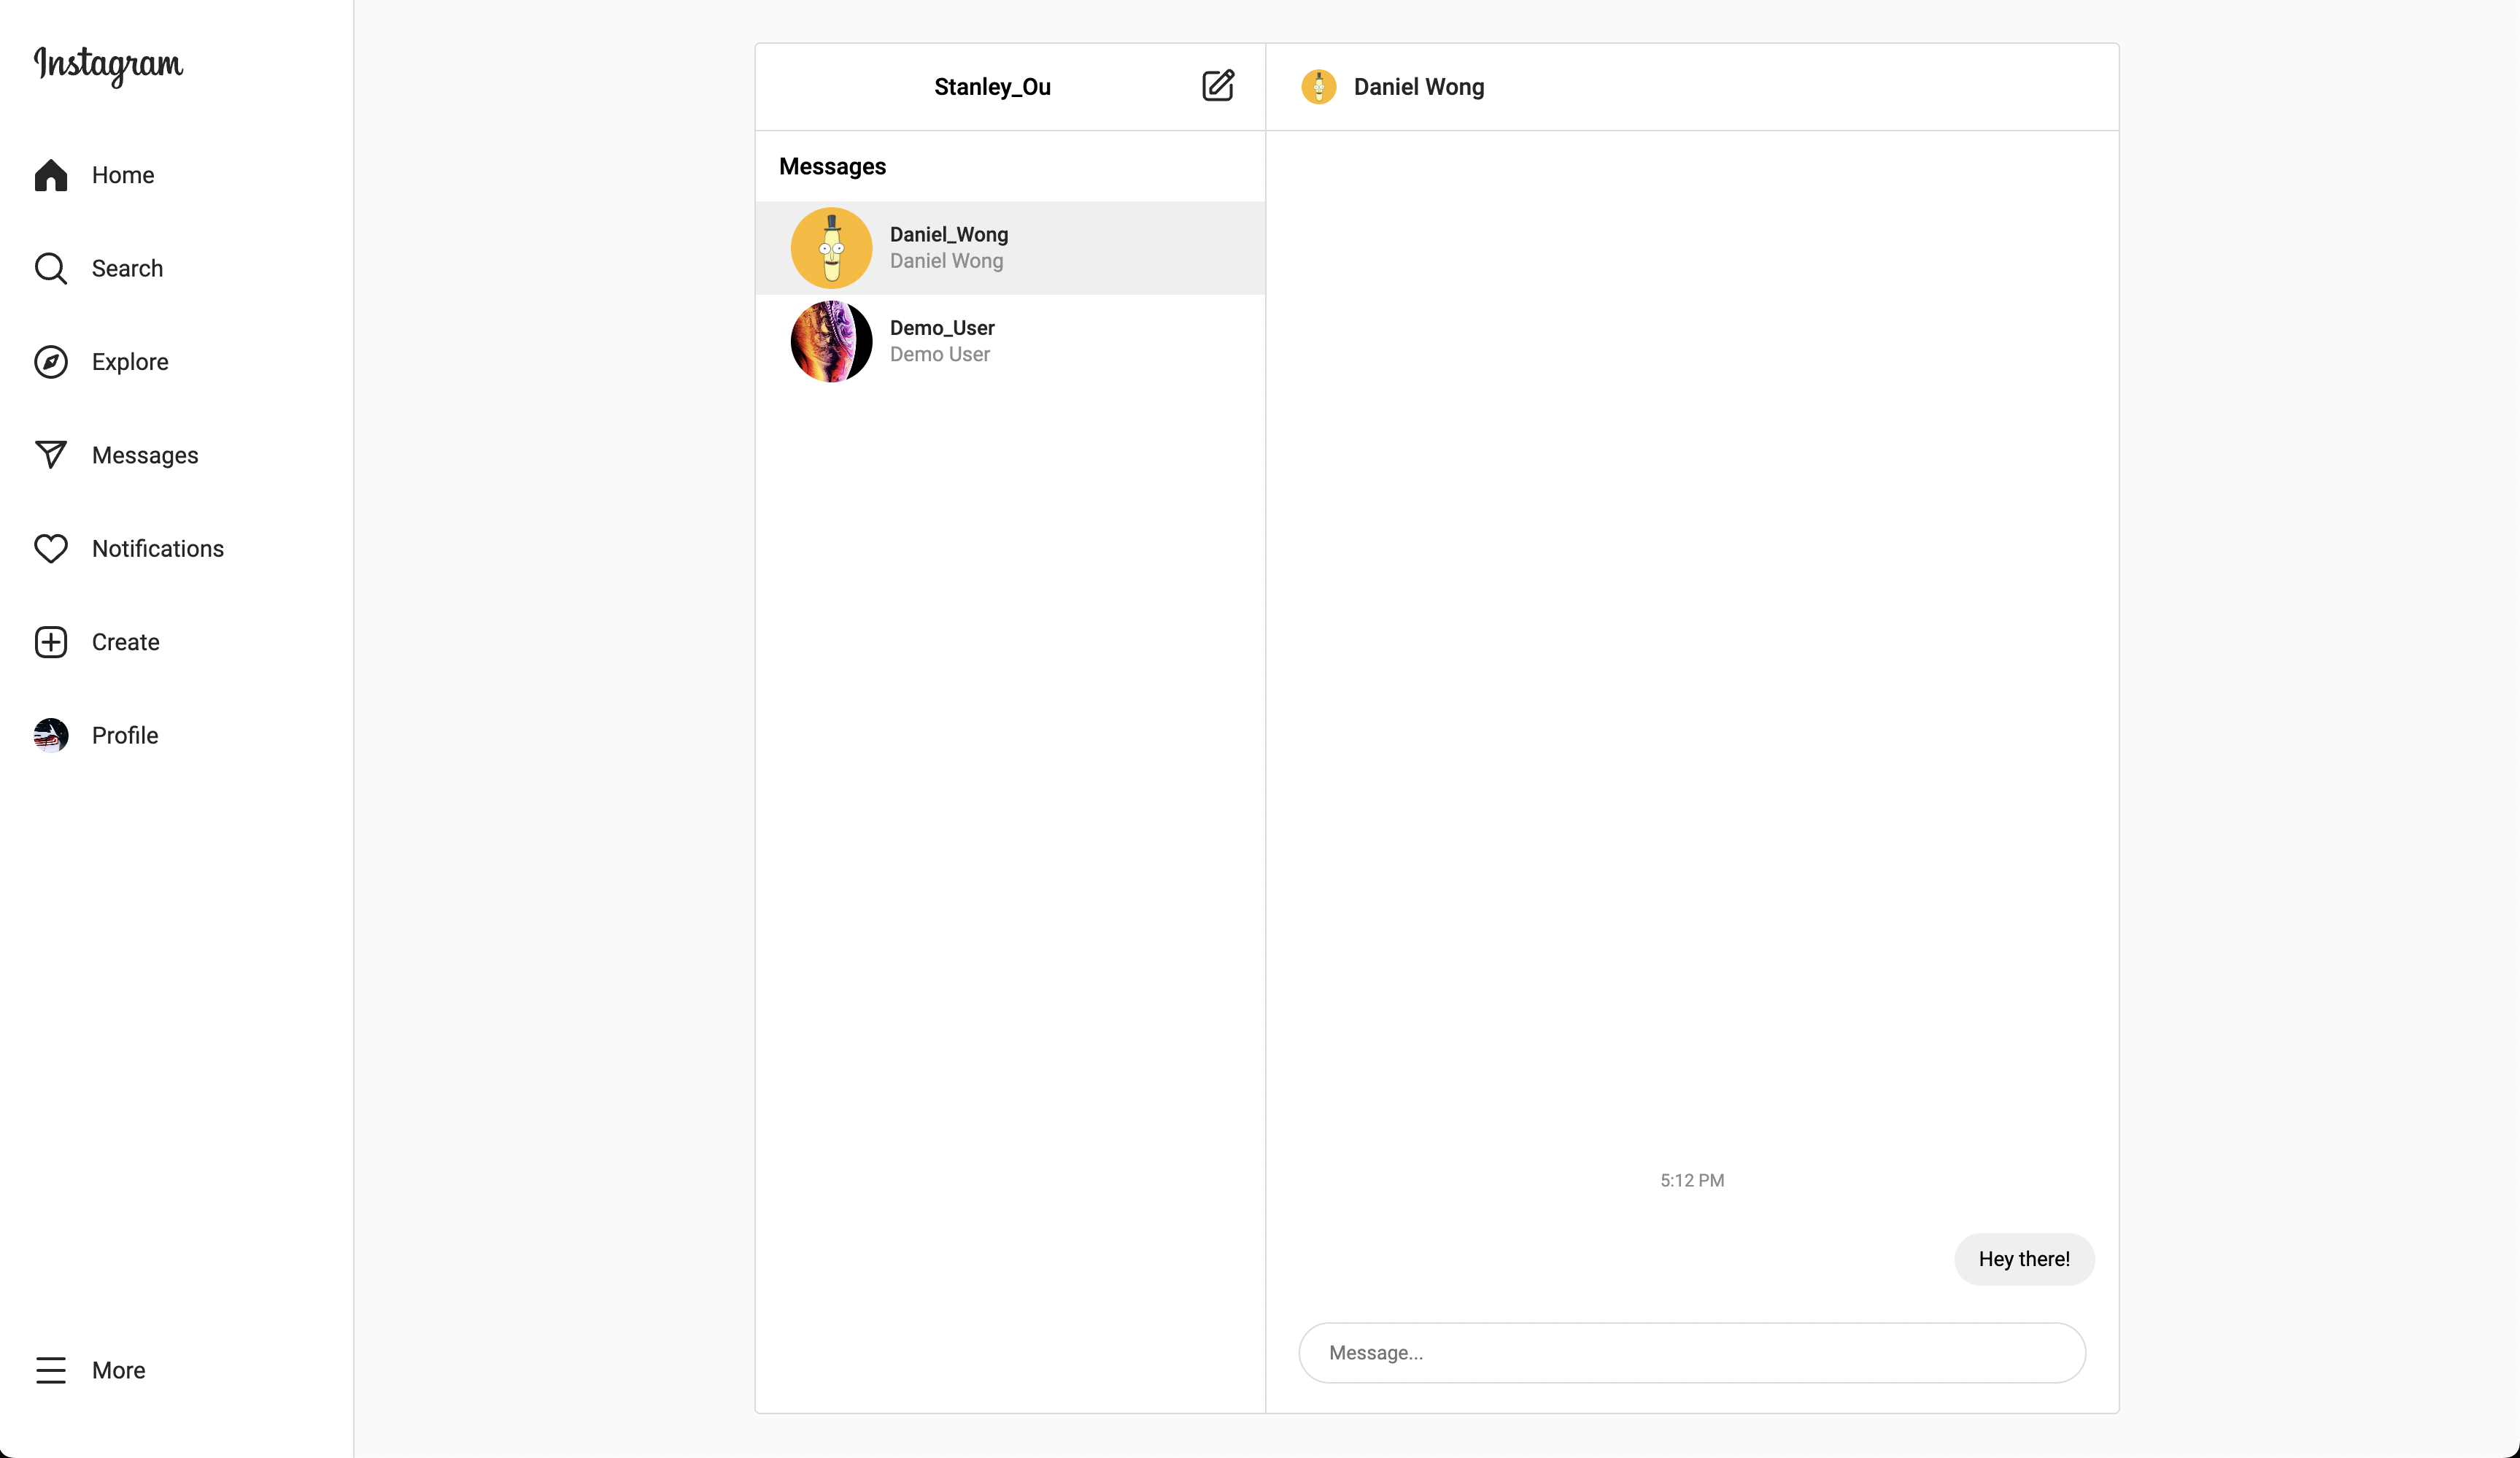 Instagram
Home
Search
Explore
Messages
Notifications
Create
Profile
More
Stanley_Ou
Messages
Daniel_Wong
Daniel Wong
Demo_User
Demo User
Daniel Wong
5:12 PM
Hey there!
Message...